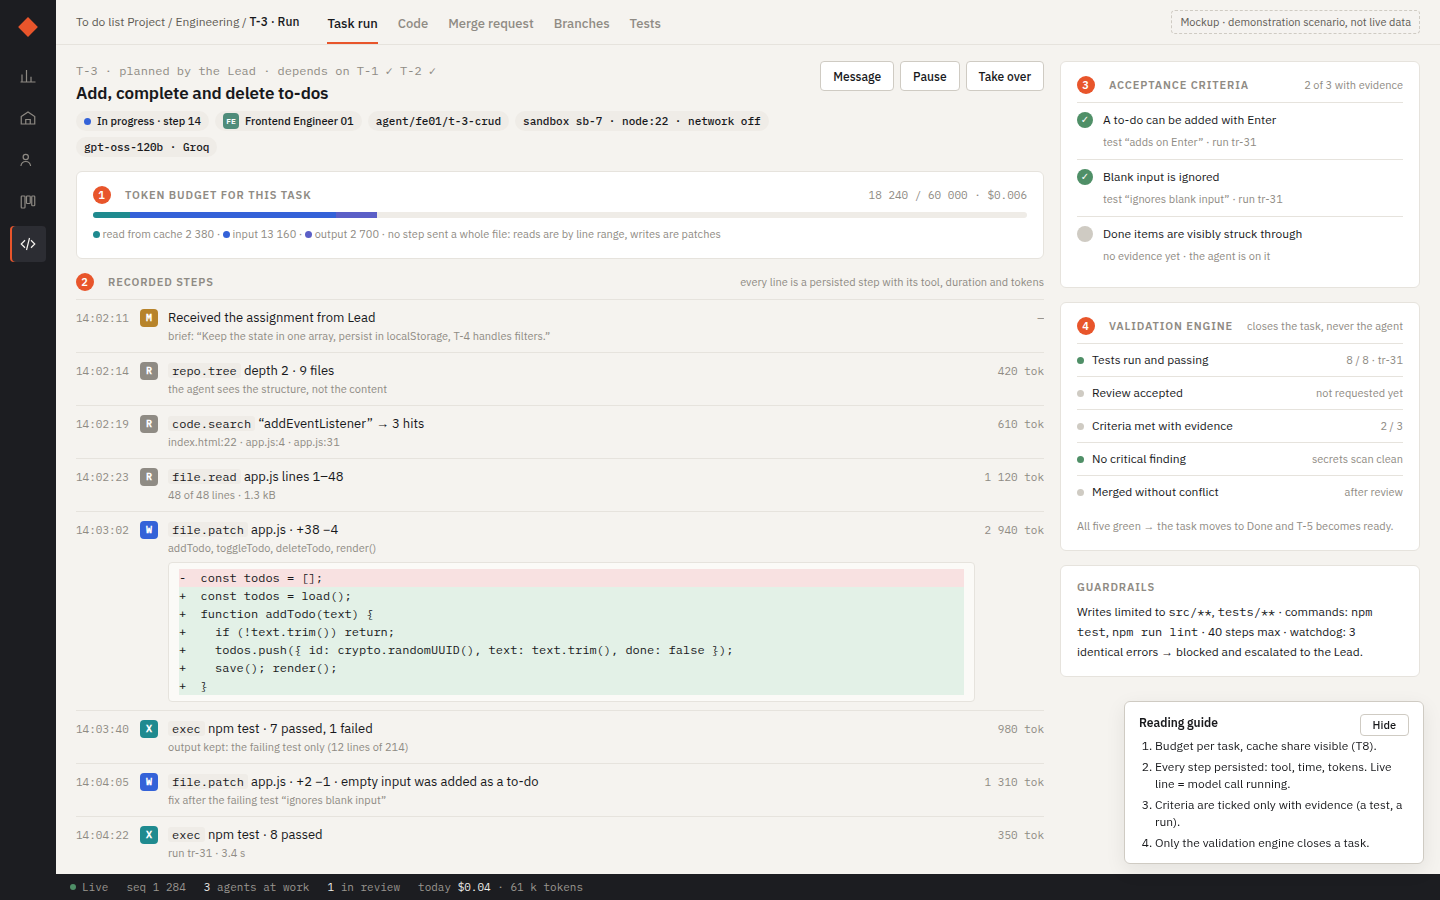 To do list Project / Engineering / T-3 · Run
Task run
Code
Merge request
Branches
Tests
Mockup · demonstration scenario, not live data
T-3 · planned by the Lead · depends on T-1 ✓ T-2 ✓
Add, complete and delete to-dos
Message
Pause
Take over
In progress · step 14
FE Frontend Engineer 01
agent/fe01/t-3-crud
sandbox sb-7 · node:22 · network off
gpt-oss-120b · Groq
1 TOKEN BUDGET FOR THIS TASK
18 240 / 60 000 · $0.006
read from cache 2 380 · input 13 160 · output 2 700 · no step sent a whole file: reads are by line range, writes are patches
2 RECORDED STEPS
every line is a persisted step with its tool, duration and tokens
14:02:11 M Received the assignment from Lead –
brief: “Keep the state in one array, persist in localStorage, T-4 handles filters.”
14:02:14 R repo.tree depth 2 · 9 files 420 tok
the agent sees the structure, not the content
14:02:19 R code.search “addEventListener” → 3 hits 610 tok
index.html:22 · app.js:4 · app.js:31
14:02:23 R file.read app.js lines 1–48 1 120 tok
48 of 48 lines · 1.3 kB
14:03:02 W file.patch app.js · +38 −4 2 940 tok
addTodo, toggleTodo, deleteTodo, render()
- const todos = [];
+ const todos = load();
+ function addTodo(text) {
+ if (!text.trim()) return;
+ todos.push({ id: crypto.randomUUID(), text: text.trim(), done: false });
+ save(); render();
+ }
14:03:40 X exec npm test · 7 passed, 1 failed 980 tok
output kept: the failing test only (12 lines of 214)
14:04:05 W file.patch app.js · +2 −1 · empty input was added as a to-do 1 310 tok
fix after the failing test “ignores blank input”
14:04:22 X exec npm test · 8 passed 350 tok
run tr-31 · 3.4 s
3 ACCEPTANCE CRITERIA 2 of 3 with evidence
✓ A to-do can be added with Enter
test “adds on Enter” · run tr-31
✓ Blank input is ignored
test “ignores blank input” · run tr-31
Done items are visibly struck through
no evidence yet · the agent is on it
4 VALIDATION ENGINE closes the task, never the agent
Tests run and passing 8 / 8 · tr-31
Review accepted not requested yet
Criteria met with evidence 2 / 3
No critical finding secrets scan clean
Merged without conflict after review
All five green → the task moves to Done and T-5 becomes ready.
GUARDRAILS
Writes limited to src/**, tests/** · commands: npm
test, npm run lint · 40 steps max · watchdog: 3
identical errors → blocked and escalated to the Lead.
Reading guide
Hide
1. Budget per task, cache share visible (T8).
2. Every step persisted: tool, time, tokens. Live
line = model call running.
3. Criteria are ticked only with evidence (a test, a
run).
4. Only the validation engine closes a task.
Live seq 1 284 3 agents at work 1 in review today $0.04 · 61 k tokens